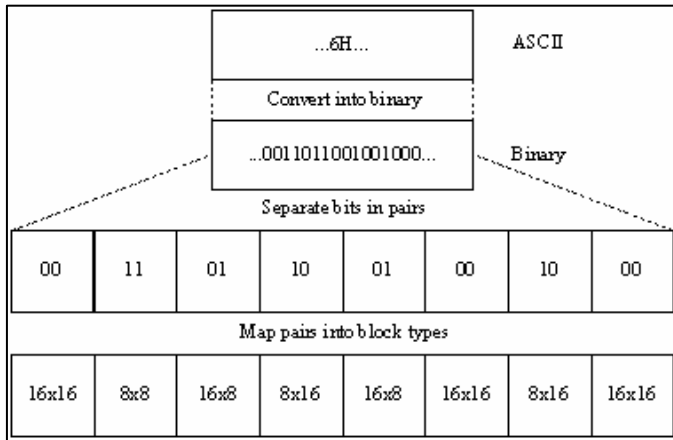 ...6H... ASCII
Convert into binary
...0011011001001000... Binary
Separate bits in pairs
00 11 01 10 01 00 10 00
Map pairs into block types
16x16 8x8 16x8 8x16 16x8 16x16 8x16 16x16